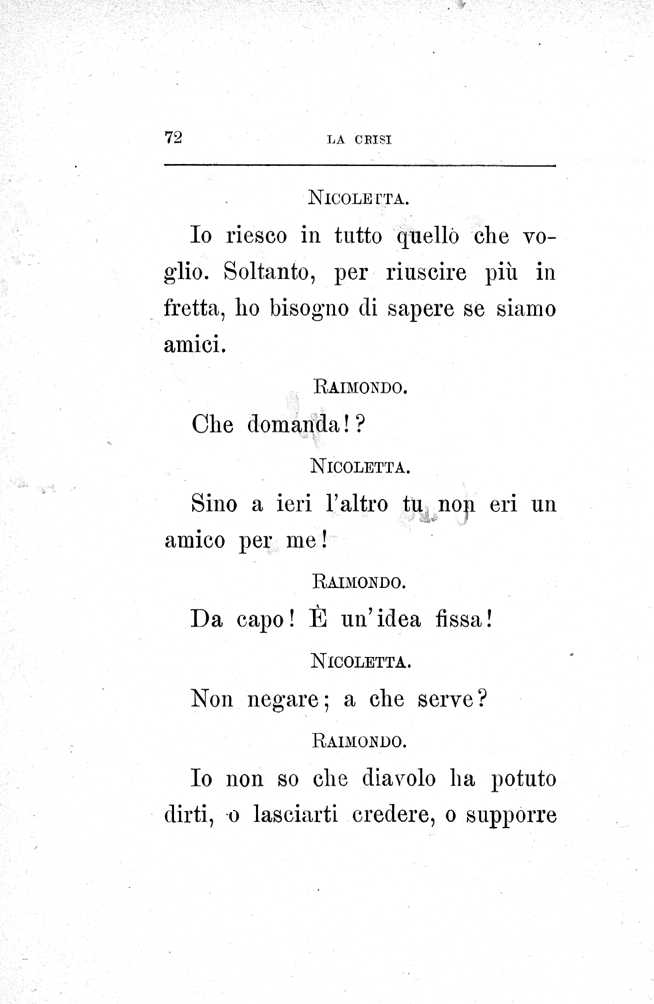 72 LA CRISI
NICOLETTA.
Io riesco in tutto quello che vo-
glio. Soltanto, per riuscire più in
fretta, ho bisogno di sapere se siamo
amici.
RAIMONDO.
Che domanda!?
NICOLETTA.
Sino a ieri l'altro tu non eri un
amico per me!
RAIMONDO.
Da capo! È un'idea fissa!
NICOLETTA.
Non negare; a che serve?
RAIMONDO.
Io non so che diavolo ha potuto
dirti, o lasciarti credere, o supporre